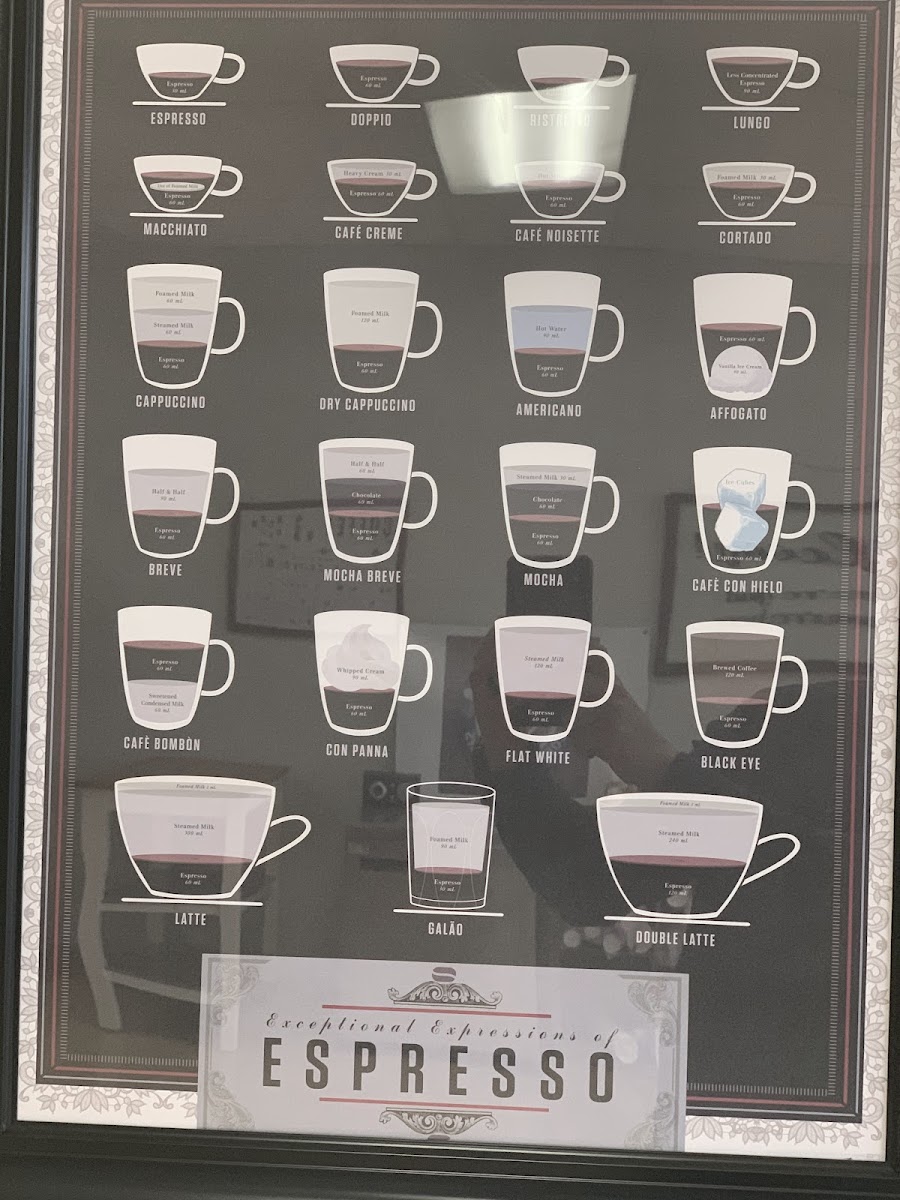 Espresso
30 mL
ESPRESSO
Espresso
60 mL
DOPPIO
Less Concentrated
Espresso
90 mL
LUNGO
Espresso
60 mL
MACCHIATO
Heavy Cream 30 mL
Espresso 60 mL
CAFÉ CREME
Espresso
60 mL
CAFÉ NOISETTE
Foamed Milk 30 mL
Espresso
60 mL
CORTADO
Foamed Milk
60 mL
Steamed Milk
60 mL
Espresso
60 mL
CAPPUCCINO
Foamed Milk
120 mL
Espresso
60 mL
DRY CAPPUCCINO
Hot Water
90 mL
Espresso
60 mL
AMERICANO
Espresso 60 mL
Vanilla Ice Cream
90 mL
AFFOGATO
Half & Half
90 mL
Espresso
60 mL
BREVE
Half & Half
60 mL
Chocolate
60 mL
Espresso
60 mL
MOCHA BREVE
Steamed Milk 30 mL
Chocolate
60 mL
Espresso
60 mL
MOCHA
Ice Cubes
Espresso 60 mL
CAFÉ CON HIELO
Espresso
60 mL
Sweetened
Condensed Milk
60 mL
CAFÉ BOMBÒN
Whipped Cream
90 mL
Espresso
60 mL
CON PANNA
Steamed Milk
120 mL
Espresso
60 mL
FLAT WHITE
Brewed Coffee
120 mL
Espresso
60 mL
BLACK EYE
Foamed Milk
Steamed Milk
300 mL
Espresso
60 mL
LATTE
Foamed Milk
Espresso
GALÃO
Foamed Milk
Steamed Milk
240 mL
Espresso
120 mL
DOUBLE LATTE
Exceptional Expressions of
ESPRESSO